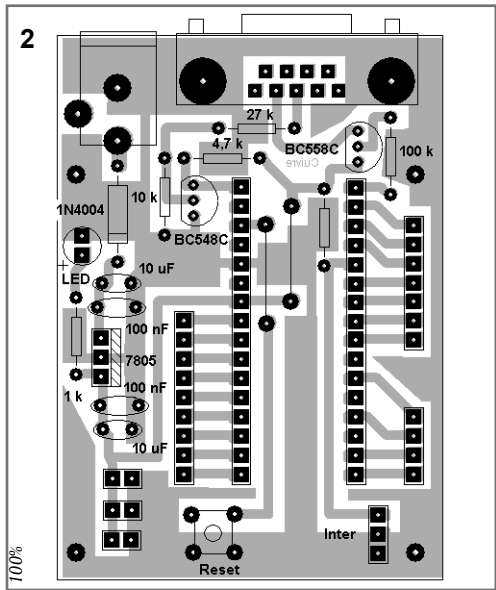 2
27 k
4,7 k
BC558C
Cuivre
100 k
10 k
1N4004
BC548C
+
LED
10 uF
100 nF
7805
100 nF
1 k
10 uF
Inter
Reset
100%